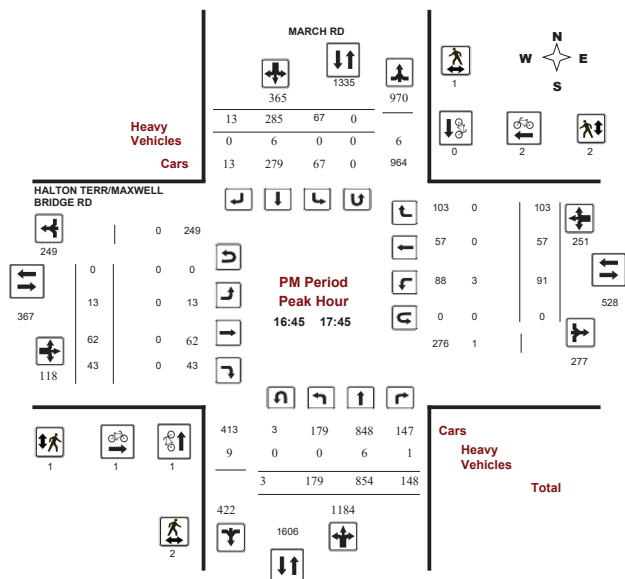 MARCH RD
N
W E
S
1335
1
365 970
13 285 67 0
Heavy
Vehicles
0 6 0 0 6
Cars
13 279 67 0 964
0 2 2
HALTON TERR/MAXWELL
BRIDGE RD
249
0 249
0 0 0
13 0 13
367
62 0 62
118
43 0 43
PM Period
Peak Hour
16:45 17:45
103 0 103
57 0 57
251
88 3 91
528
0 0 0
276 1
277
413 3 179 848 147
9 0 0 6 1
3 179 854 148
422 1184
1606
Cars
Heavy
Vehicles
Total
1 1 1
2